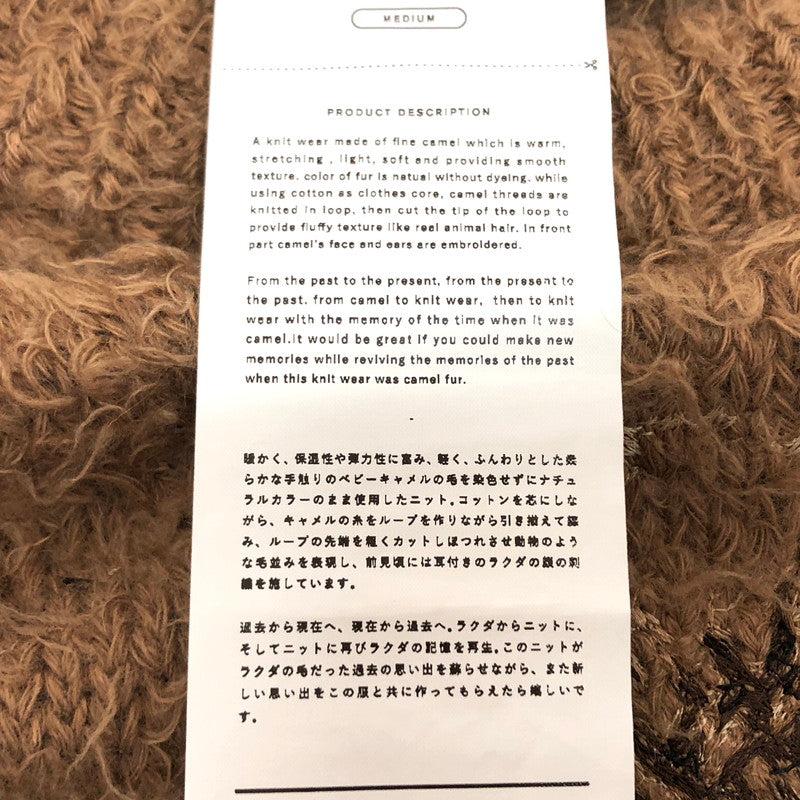 MEDIUM
PRODUCT DESCRIPTION
A knit wear made of fine camel which is warm,
stretching , light, soft and providing smooth
texture. color of fur is natual without dyeing. while
using cotton as clothes core, camel threads are
knitted in loop, then cut the tip of the loop to
provide fluffy texture like real animal hair. In front
part camel's face and ears are embroidered.
From the past to the present, from the present to
the past. from camel to knit wear, then to knit
wear with the memory of the time when it was
camel.it would be great if you could make new
memories while reviving the memories of the past
when this knit wear was camel fur.
-
暖かく、保温性や弾力性に富み、軽く、ふんわりとした柔
らかな手触りのベビーキャメルの毛を染色せずにナチュ
ラルカラーのまま使用したニット。コットンを芯にしな
がら、キャメルの糸をループを作りながら引き揃えて編
み、ループの先端を軽くカットしほつれさせ動物のよう
な毛並みを表現し、前見頃には耳付きのラクダの顔の刺
繍を施しています。
過去から現在へ、現在から過去へ。ラクダからニットに、
そしてニットに再びラクダの記憶を再生。このニットが
ラクダの毛だった過去の思い出を蘇らせながら、また新
しい思い出をこの服と共に作ってもらえたら嬉しいで
す。